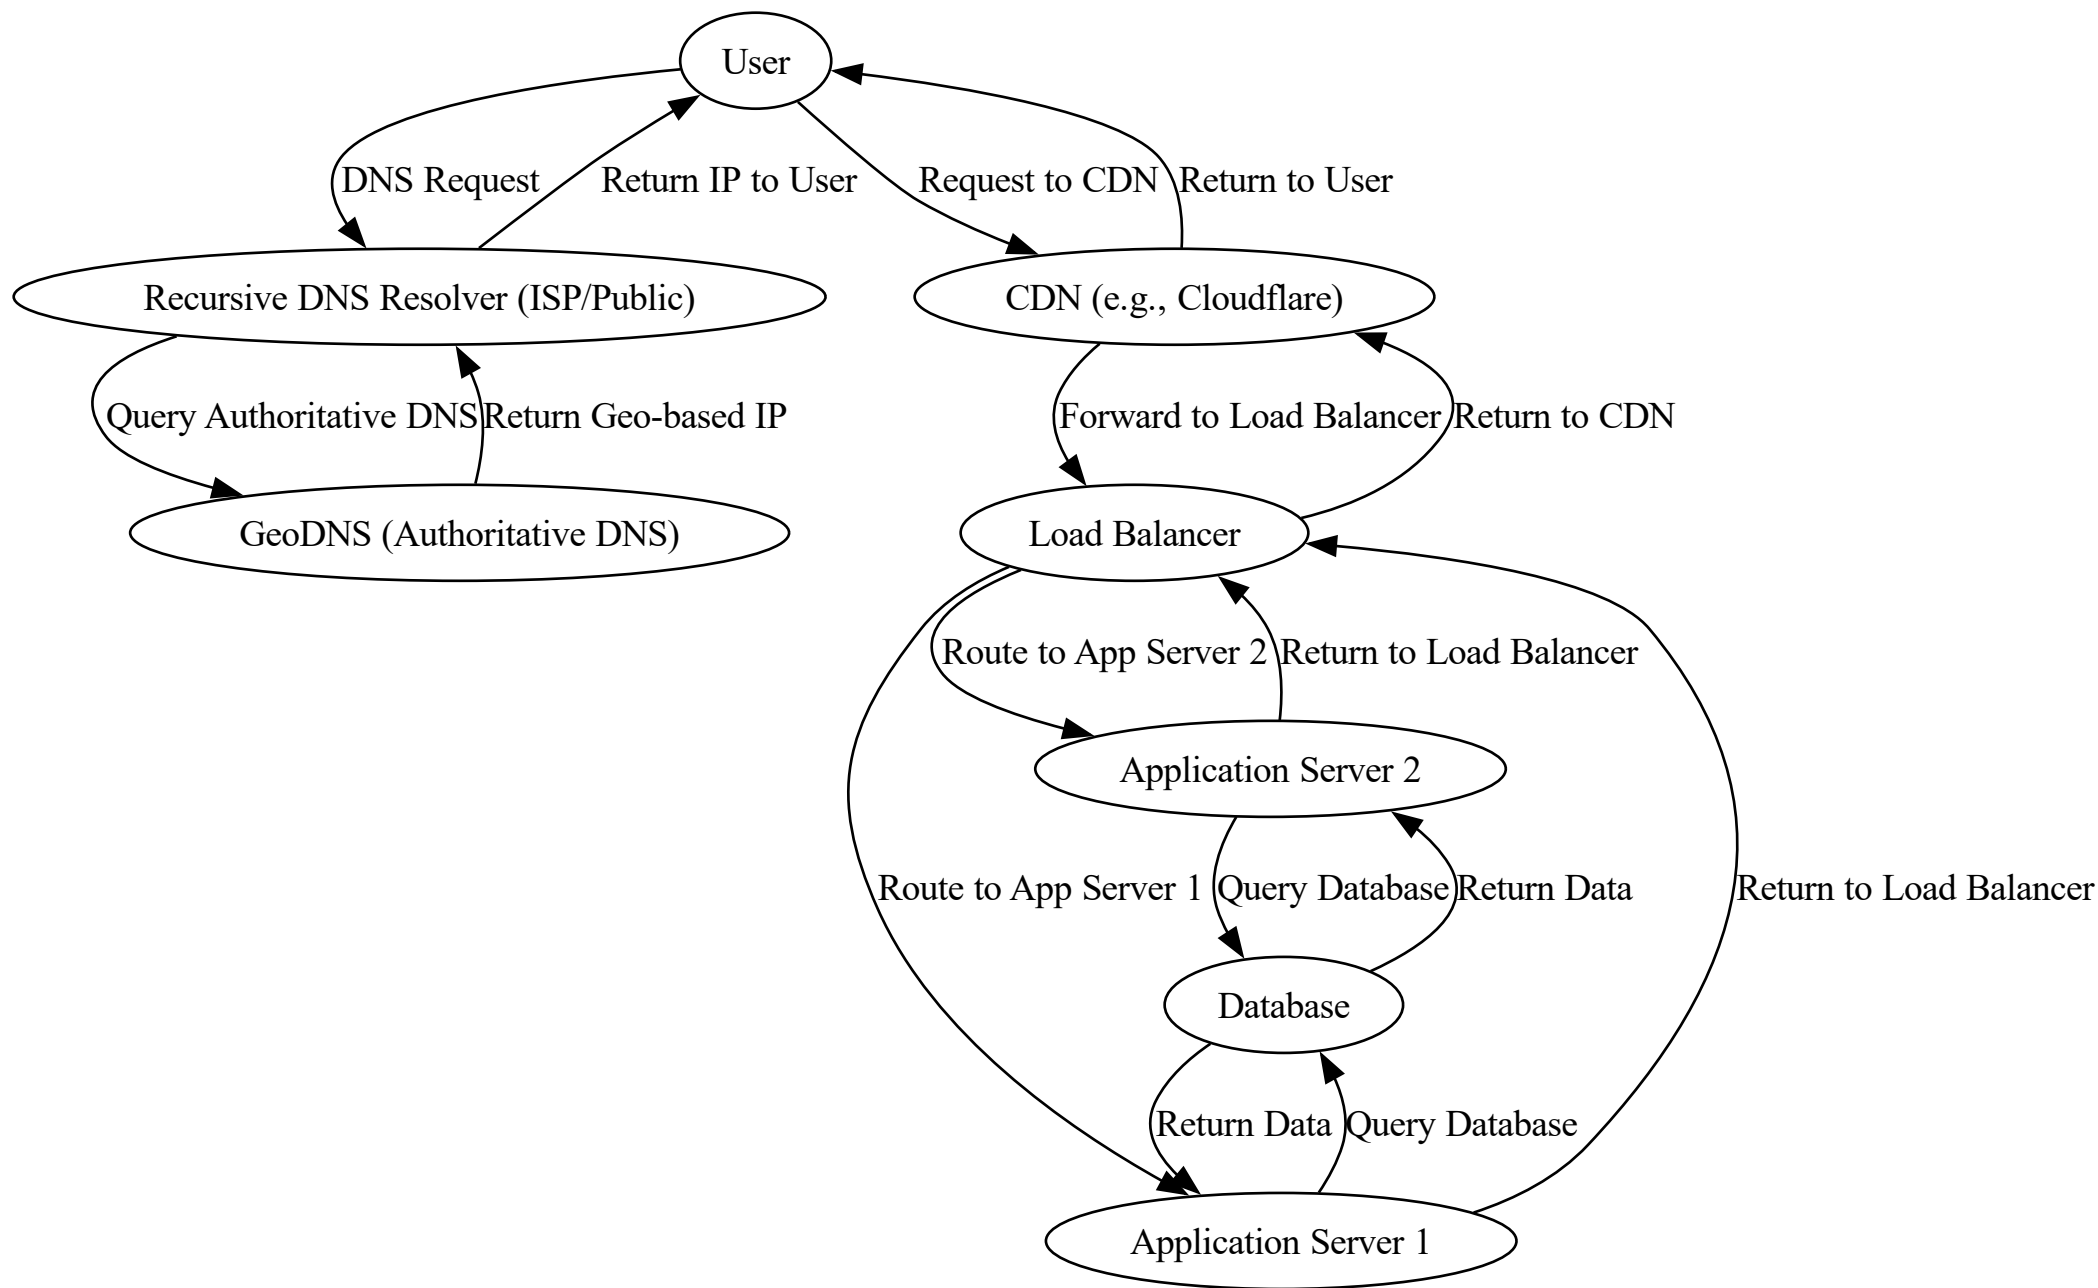 User
DNS Request
Return IP to User
Request to CDN
Return to User
Recursive DNS Resolver (ISP/Public)
CDN (e.g., Cloudflare)
Query Authoritative DNS
Return Geo-based IP
Forward to Load Balancer
Return to CDN
GeoDNS (Authoritative DNS)
Load Balancer
Route to App Server 2
Return to Load Balancer
Application Server 2
Route to App Server 1
Query Database
Return Data
Return to Load Balancer
Database
Return Data
Query Database
Application Server 1